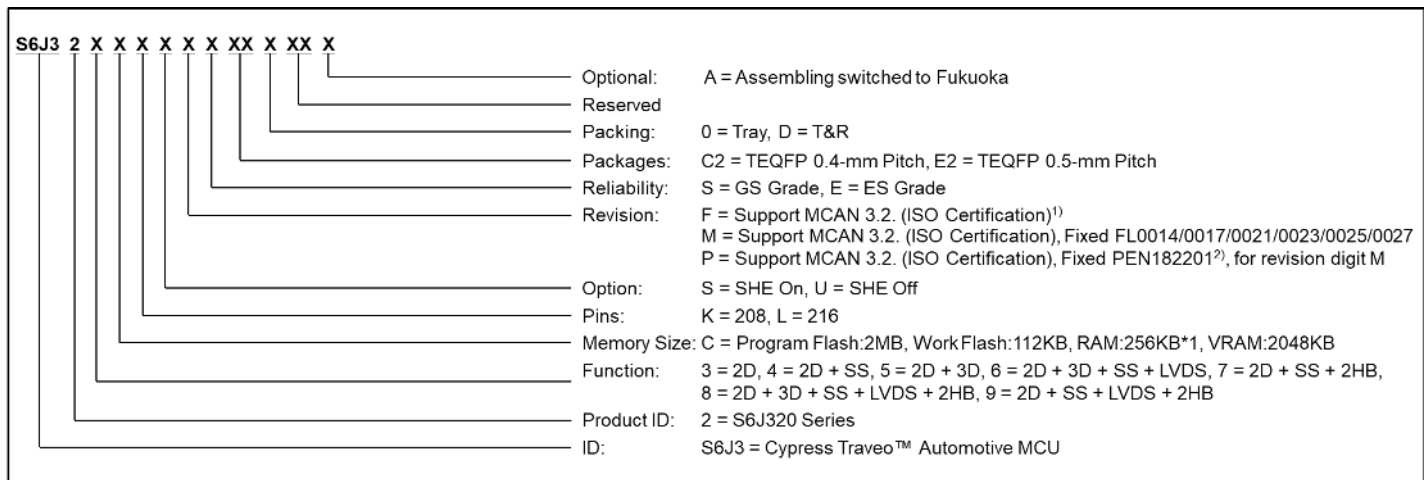 S6J3 2 X X X X X X XX X XX X
Optional: A = Assembling switched to Fukuoka
Reserved
Packing: 0 = Tray, D = T&R
Packages: C2 = TEQFP 0.4-mm Pitch, E2 = TEQFP 0.5-mm Pitch
Reliability: S = GS Grade, E = ES Grade
Revision: F = Support MCAN 3.2. (ISO Certification)1)
M = Support MCAN 3.2. (ISO Certification), Fixed FL0014/0017/0021/0023/0025/0027
P = Support MCAN 3.2. (ISO Certification), Fixed PEN1822012), for revision digit M
Option: S = SHE On, U = SHE Off
Pins: K = 208, L = 216
Memory Size: C = Program Flash:2MB, Work Flash:112KB, RAM:256KB*1, VRAM:2048KB
Function: 3 = 2D, 4 = 2D + SS, 5 = 2D + 3D, 6 = 2D + 3D + SS + LVDS, 7 = 2D + SS + 2HB,
8 = 2D + 3D + SS + LVDS + 2HB, 9 = 2D + SS + LVDS + 2HB
Product ID: 2 = S6J320 Series
ID: S6J3 = Cypress Traveo™ Automotive MCU